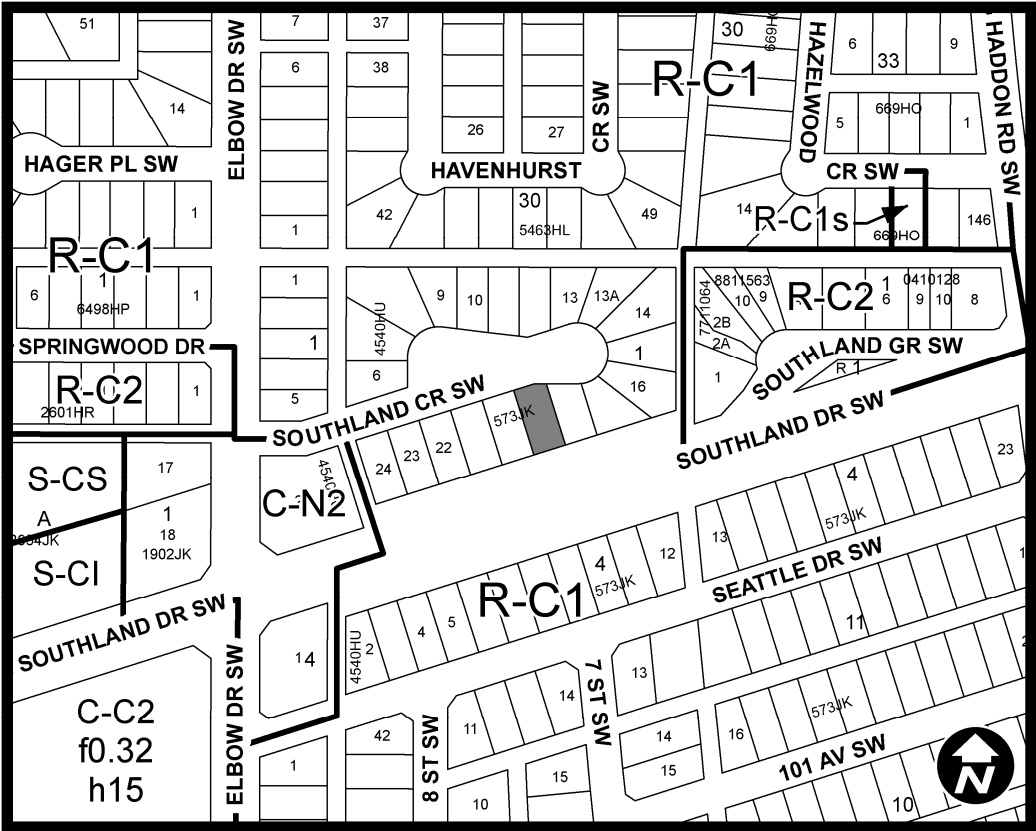 51
14
HAGER PL SW
1
R-C1
6
1
6498HP
1
SPRINGWOOD DR
R-C2
2601HR
1
S-CS
A
S-CI
17
1
18
1902JK
SOUTHLAND DR SW
C-C2
f0.32
h15
ELBOW DR SW
ELBOW DR SW
7
6
1
1
1
5
37
38
26
27
CR SW
HAVENHURST
42
30
5463HL
49
R-C1
30
669HO
HAZELWOOD
6
33
9
5
669HO
1
HADDON RD SW
CR SW
14
R-C1s
669HO
146
4540HU
6
9
10
13
13A
14
1
16
SOUTHLAND CR SW
24
23
22
573JK
C-N2
7711064
8811563
10
9
2B
2A
1
R-C2
1
6
0410128
9
10
8
SOUTHLAND GR SW
R 1
SOUTHLAND DR SW
13
4
573JK
23
SEATTLE DR SW
14
4540HU
2
4
5
R-C1
4
573JK
12
11
13
7 ST SW
11
14
42
8 ST SW
1
10
15
14
15
16
573JK
101 AV SW
10
N